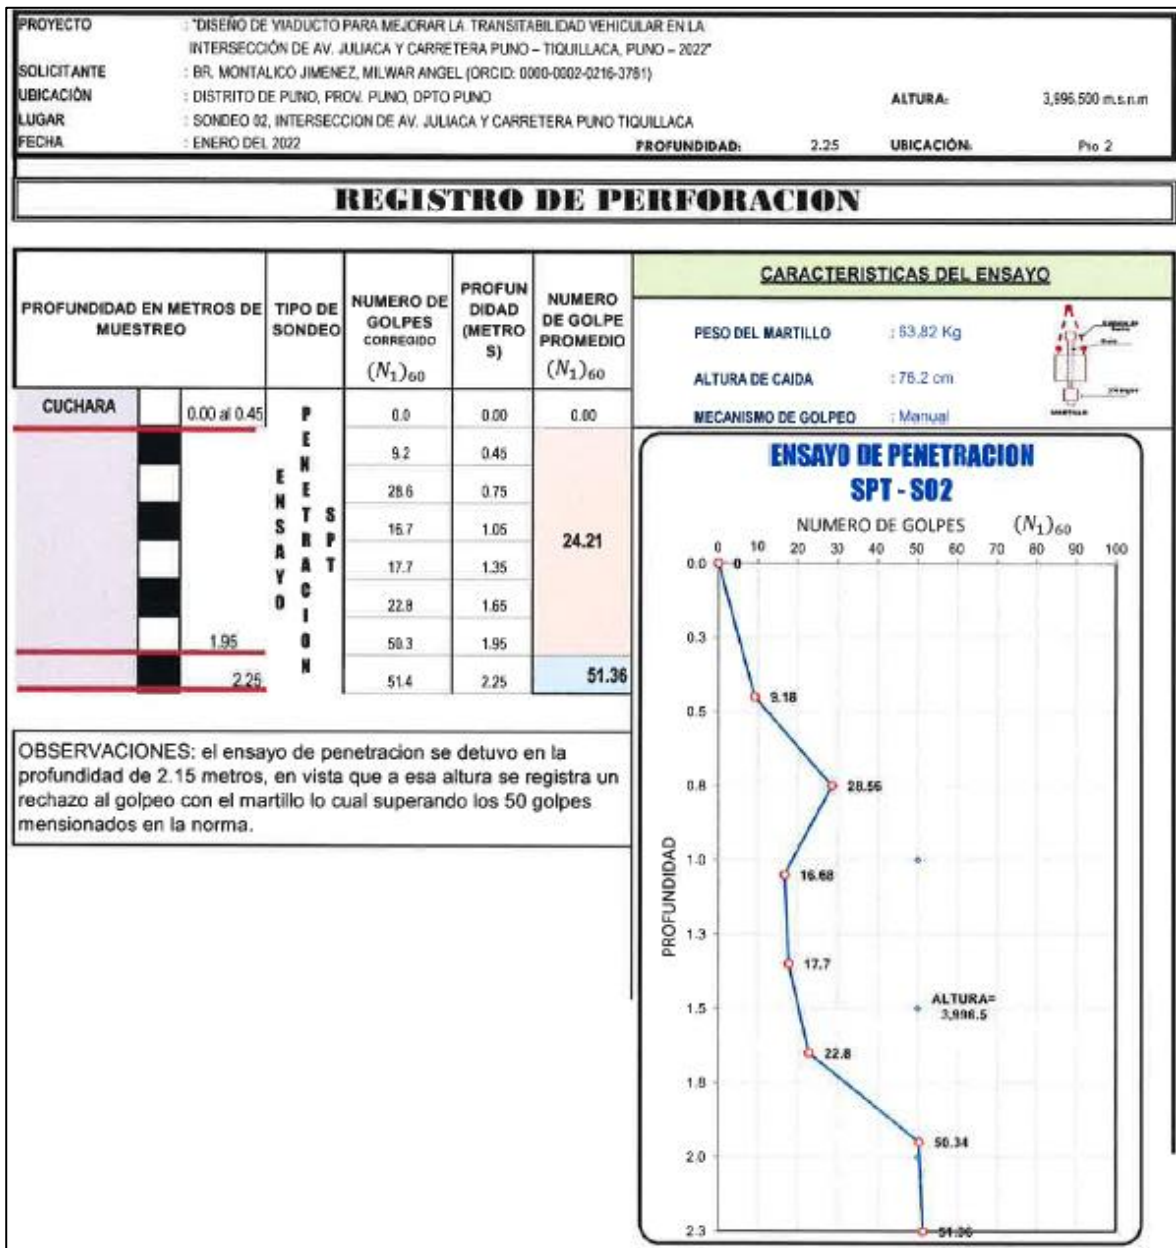 PROYECTO : "DISEÑO DE VIADUCTO PARA MEJORAR LA TRANSITABILIDAD VEHICULAR EN LA
INTERSECCIÓN DE AV. JULIACA Y CARRETERA PUNO – TIQUILLACA, PUNO – 2022"
SOLICITANTE : BR. MONTALICO JIMENEZ, MILWAR ANGEL (ORCID: 0000-0002-0216-3781)
UBICACIÓN : DISTRITO DE PUNO, PROV. PUNO, DPTO PUNO ALTURA: 3,996.500 m.s.n.m
LUGAR : SONDEO 02, INTERSECCION DE AV. JULIACA Y CARRETERA PUNO TIQUILLACA
FECHA : ENERO DEL 2022 PROFUNDIDAD: 2.25 UBICACIÓN: Pto 2
REGISTRO DE PERFORACION
PROFUNDIDAD EN METROS DE MUESTREO
TIPO DE SONDEO
NUMERO DE GOLPES CORREGIDO (N₁)₆₀
PROFUN DIDAD (METRO S)
NUMERO DE GOLPE PROMEDIO (N₁)₆₀
CUCHARA 0.00 al 0.45 0.0 0.00 0.00
9.2 0.45
28.6 0.75
16.7 1.05
17.7 1.35
22.8 1.65
1.95 50.3 1.95
24.21
2.25 51.4 2.25 51.36
ENSAYO
PENETRACION
SPT
CARACTERISTICAS DEL ENSAYO
PESO DEL MARTILLO : 63.82 Kg
ALTURA DE CAIDA : 76.2 cm
MECANISMO DE GOLPEO : Manual
MARTILLO
OBSERVACIONES: el ensayo de penetracion se detuvo en la
profundidad de 2.15 metros, en vista que a esa altura se registra un
rechazo al golpeo con el martillo lo cual superando los 50 golpes
mensionados en la norma.
ENSAYO DE PENETRACION
SPT - S02
NUMERO DE GOLPES (N₁)₆₀
0 10 20 30 40 50 60 70 80 90 100
PROFUNDIDAD
0.0
0.3
0.5
0.8
1.0
1.3
1.5
1.8
2.0
2.3
0
9.18
28.56
16.68
17.7
ALTURA=
3,996.5
22.8
50.34
51.36